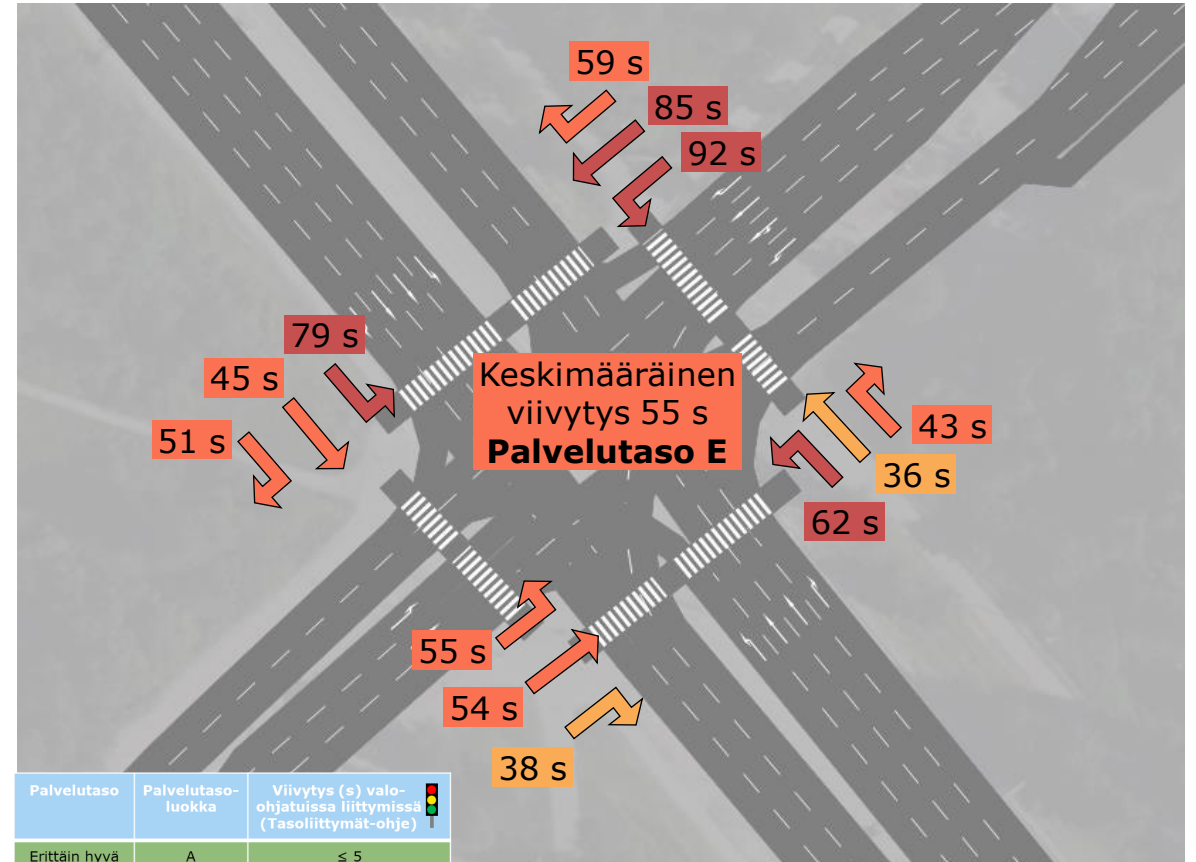 59 s
85 s
92 s
79 s
45 s
51 s
Keskimääräinen
viivytys 55 s
Palvelutaso E
43 s
36 s
62 s
55 s
54 s
38 s
Palvelutaso
Palvelutaso-
luokka
Viivytys (s) valo-
ohjatuissa liittymissä
(Tasoliittymät-ohje)
Erittäin hyvä
A
≤ 5